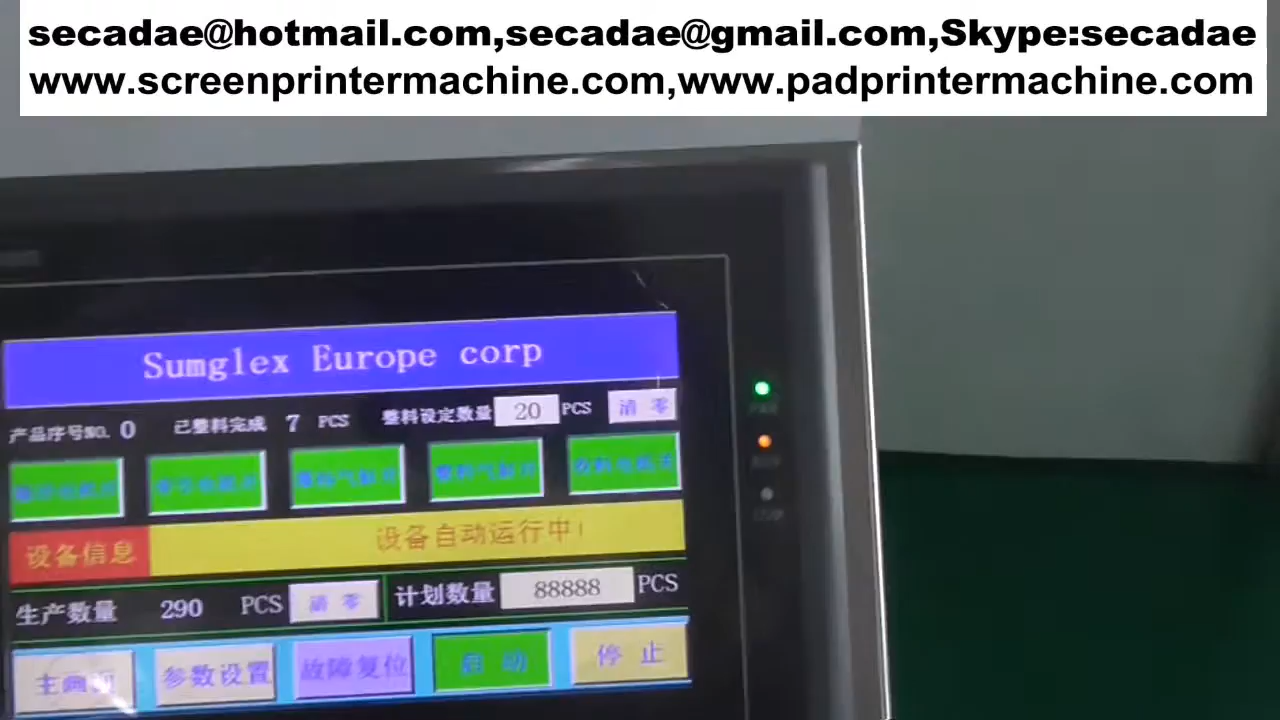 secadae@hotmail.com,secadae@gmail.com,Skype:secadae
www.screenprintermachine.com,www.padprintermachine.com
Sumglex Europe corp
产品序号NO. 0 已整料完成 7 PCS 整料设定数量 20 PCS 清 零
设备信息 设备自动运行中!
生产数量 290 PCS 清 零 计划数量 88888 PCS
主画面 参数设置 故障复位 启 动 停 止